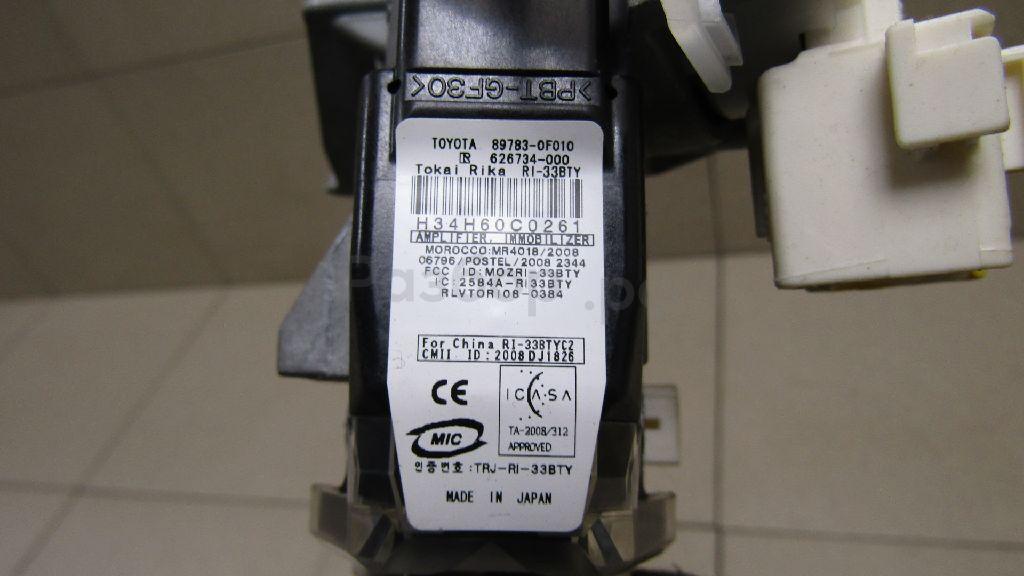 >PBT-GF30<
TOYOTA 89783-0F010
626734-000
Tokai Rika RI-33BTY
H34H60C0261
AMPLIFIER, IMMOBILIZER
MOROCCO:MR4018/2008
06796/POSTEL/2008 2344
FCC ID:MOZRI-33BTY
IC:2584A-RI33BTY
RLVTORI08-0384
For China RI-33BTYC2
CMII ID:2008DJ1826
CE
ICASA
TA-2008/312
APPROVED
MIC
인증번호:TRJ-RI-33BTY
MADE IN JAPAN